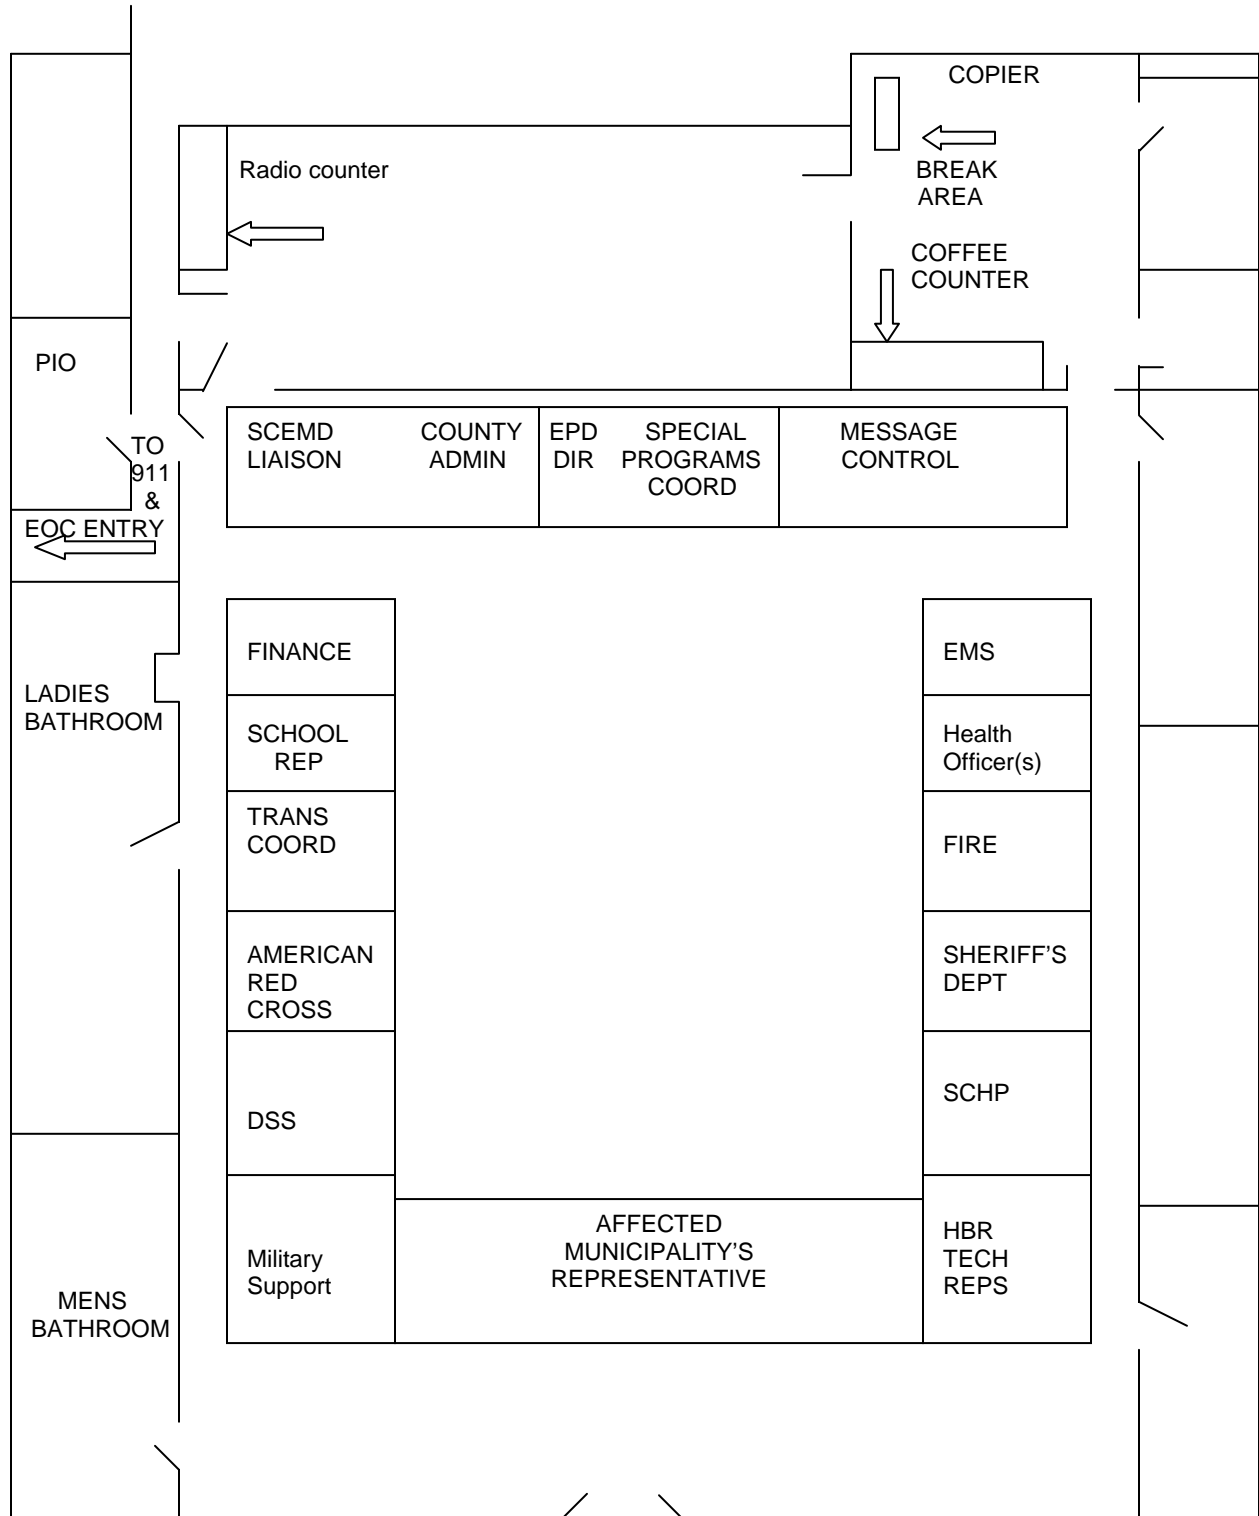 COPIER
Radio counter
BREAK
AREA
COFFEE
COUNTER
PIO
TO
911
&
EOC ENTRY
SCEMD
LIAISON
COUNTY
ADMIN
EPD
DIR
SPECIAL
PROGRAMS
COORD
MESSAGE
CONTROL
FINANCE
EMS
LADIES
BATHROOM
SCHOOL
REP
Health
Officer(s)
TRANS
COORD
FIRE
AMERICAN
RED
CROSS
SHERIFF’S
DEPT
DSS
SCHP
Military
Support
AFFECTED
MUNICIPALITY’S
REPRESENTATIVE
HBR
TECH
REPS
MENS
BATHROOM